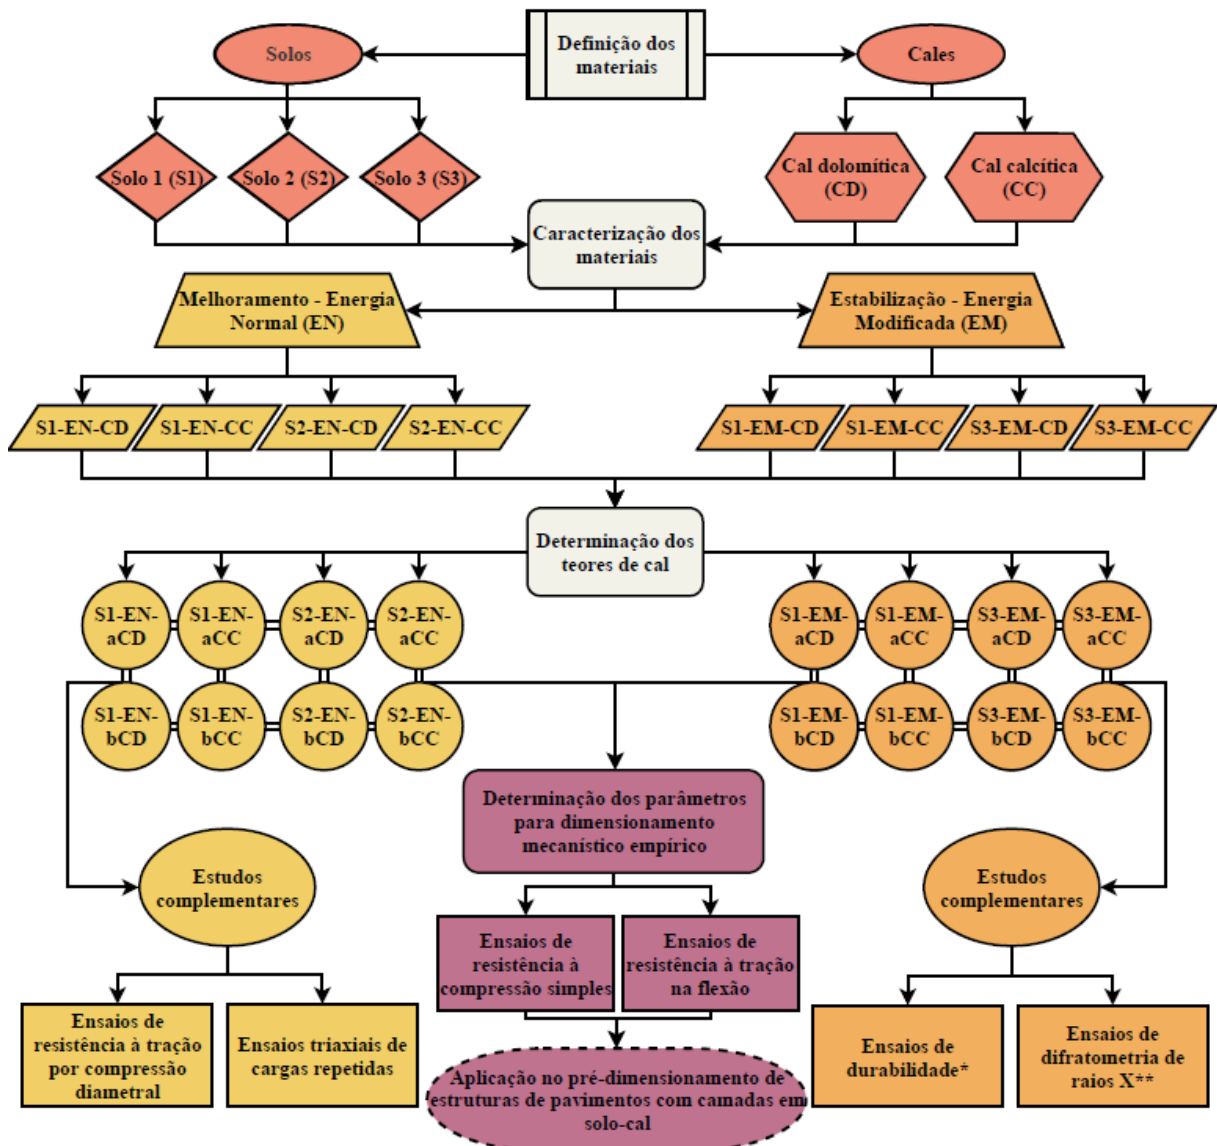 Definição dos
materiais
Solos
Cales
Solo 1 (S1)
Solo 2 (S2)
Solo 3 (S3)
Cal dolomítica
(CD)
Cal calcítica
(CC)
Caracterização dos
materiais
Melhoramento - Energia
Normal (EN)
Estabilização - Energia
Modificada (EM)
S1-EN-CD
S1-EN-CC
S2-EN-CD
S2-EN-CC
S1-EM-CD
S1-EM-CC
S3-EM-CD
S3-EM-CC
Determinação dos
teores de cal
S1-EN-
aCD
S1-EN-
aCC
S2-EN-
aCD
S2-EN-
aCC
S1-EM-
aCD
S1-EM-
aCC
S3-EM-
aCD
S3-EM-
aCC
S1-EN-
bCD
S1-EN-
bCC
S2-EN-
bCD
S2-EN-
bCC
S1-EM-
bCD
S1-EM-
bCC
S3-EM-
bCD
S3-EM-
bCC
Determinação dos parâmetros
para dimensionamento
mecanístico empírico
Estudos
complementares
Estudos
complementares
Ensaios de
resistência à
compressão simples
Ensaios de
resistência à tração
na flexão
Ensaios de
resistência à tração
por compressão
diametral
Ensaios triaxiais de
cargas repetidas
Ensaios de
durabilidade*
Ensaios de
difratometria de
raios X**
Aplicação no pré-dimensionamento de
estruturas de pavimentos com camadas em
solo-cal